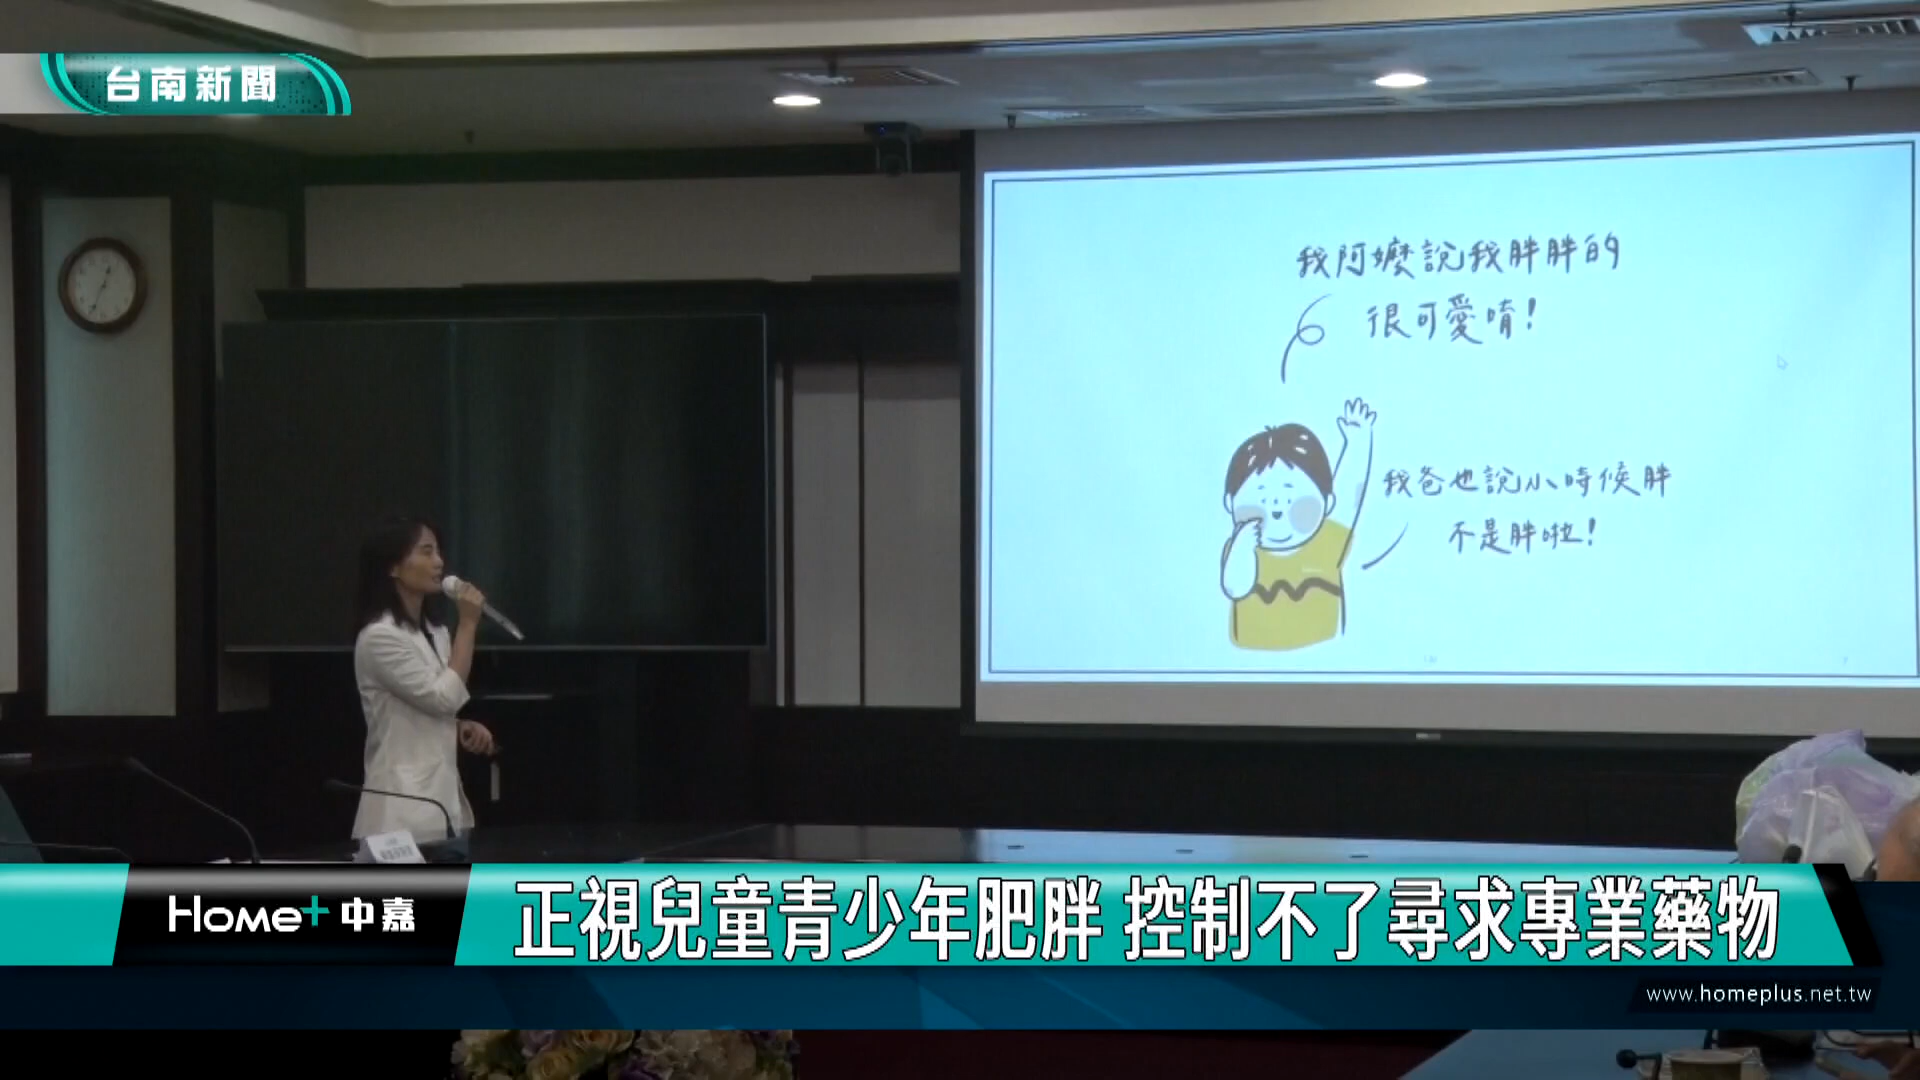 台南新聞
我阿嬤說我胖胖的
很可愛唷!
我爸也說小時候胖
不是胖啦!
Home+中嘉
正視兒童青少年肥胖 控制不了尋求專業藥物
www.homeplus.net.tw